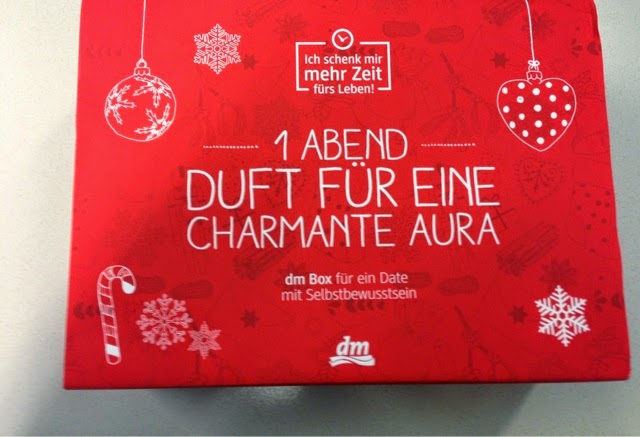 Ich schenk mir
mehr Zeit
fürs Leben!
1 ABEND
DUFT FÜR EINE
CHARMANTE AURA
dm Box für ein Date
mit Selbstbewusstsein
dm